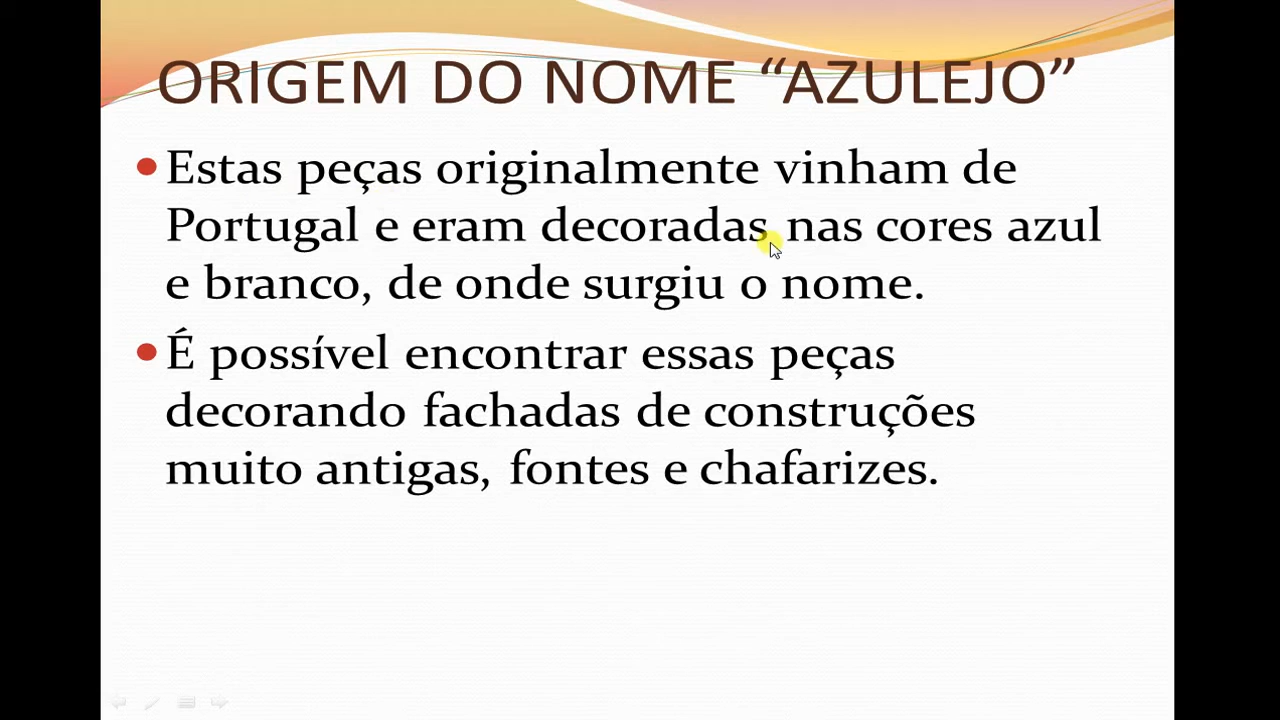 ORIGEM DO NOME “AZULEJO”
Estas peças originalmente vinham de
Portugal e eram decoradas nas cores azul
e branco, de onde surgiu o nome.
É possível encontrar essas peças
decorando fachadas de construções
muito antigas, fontes e chafarizes.